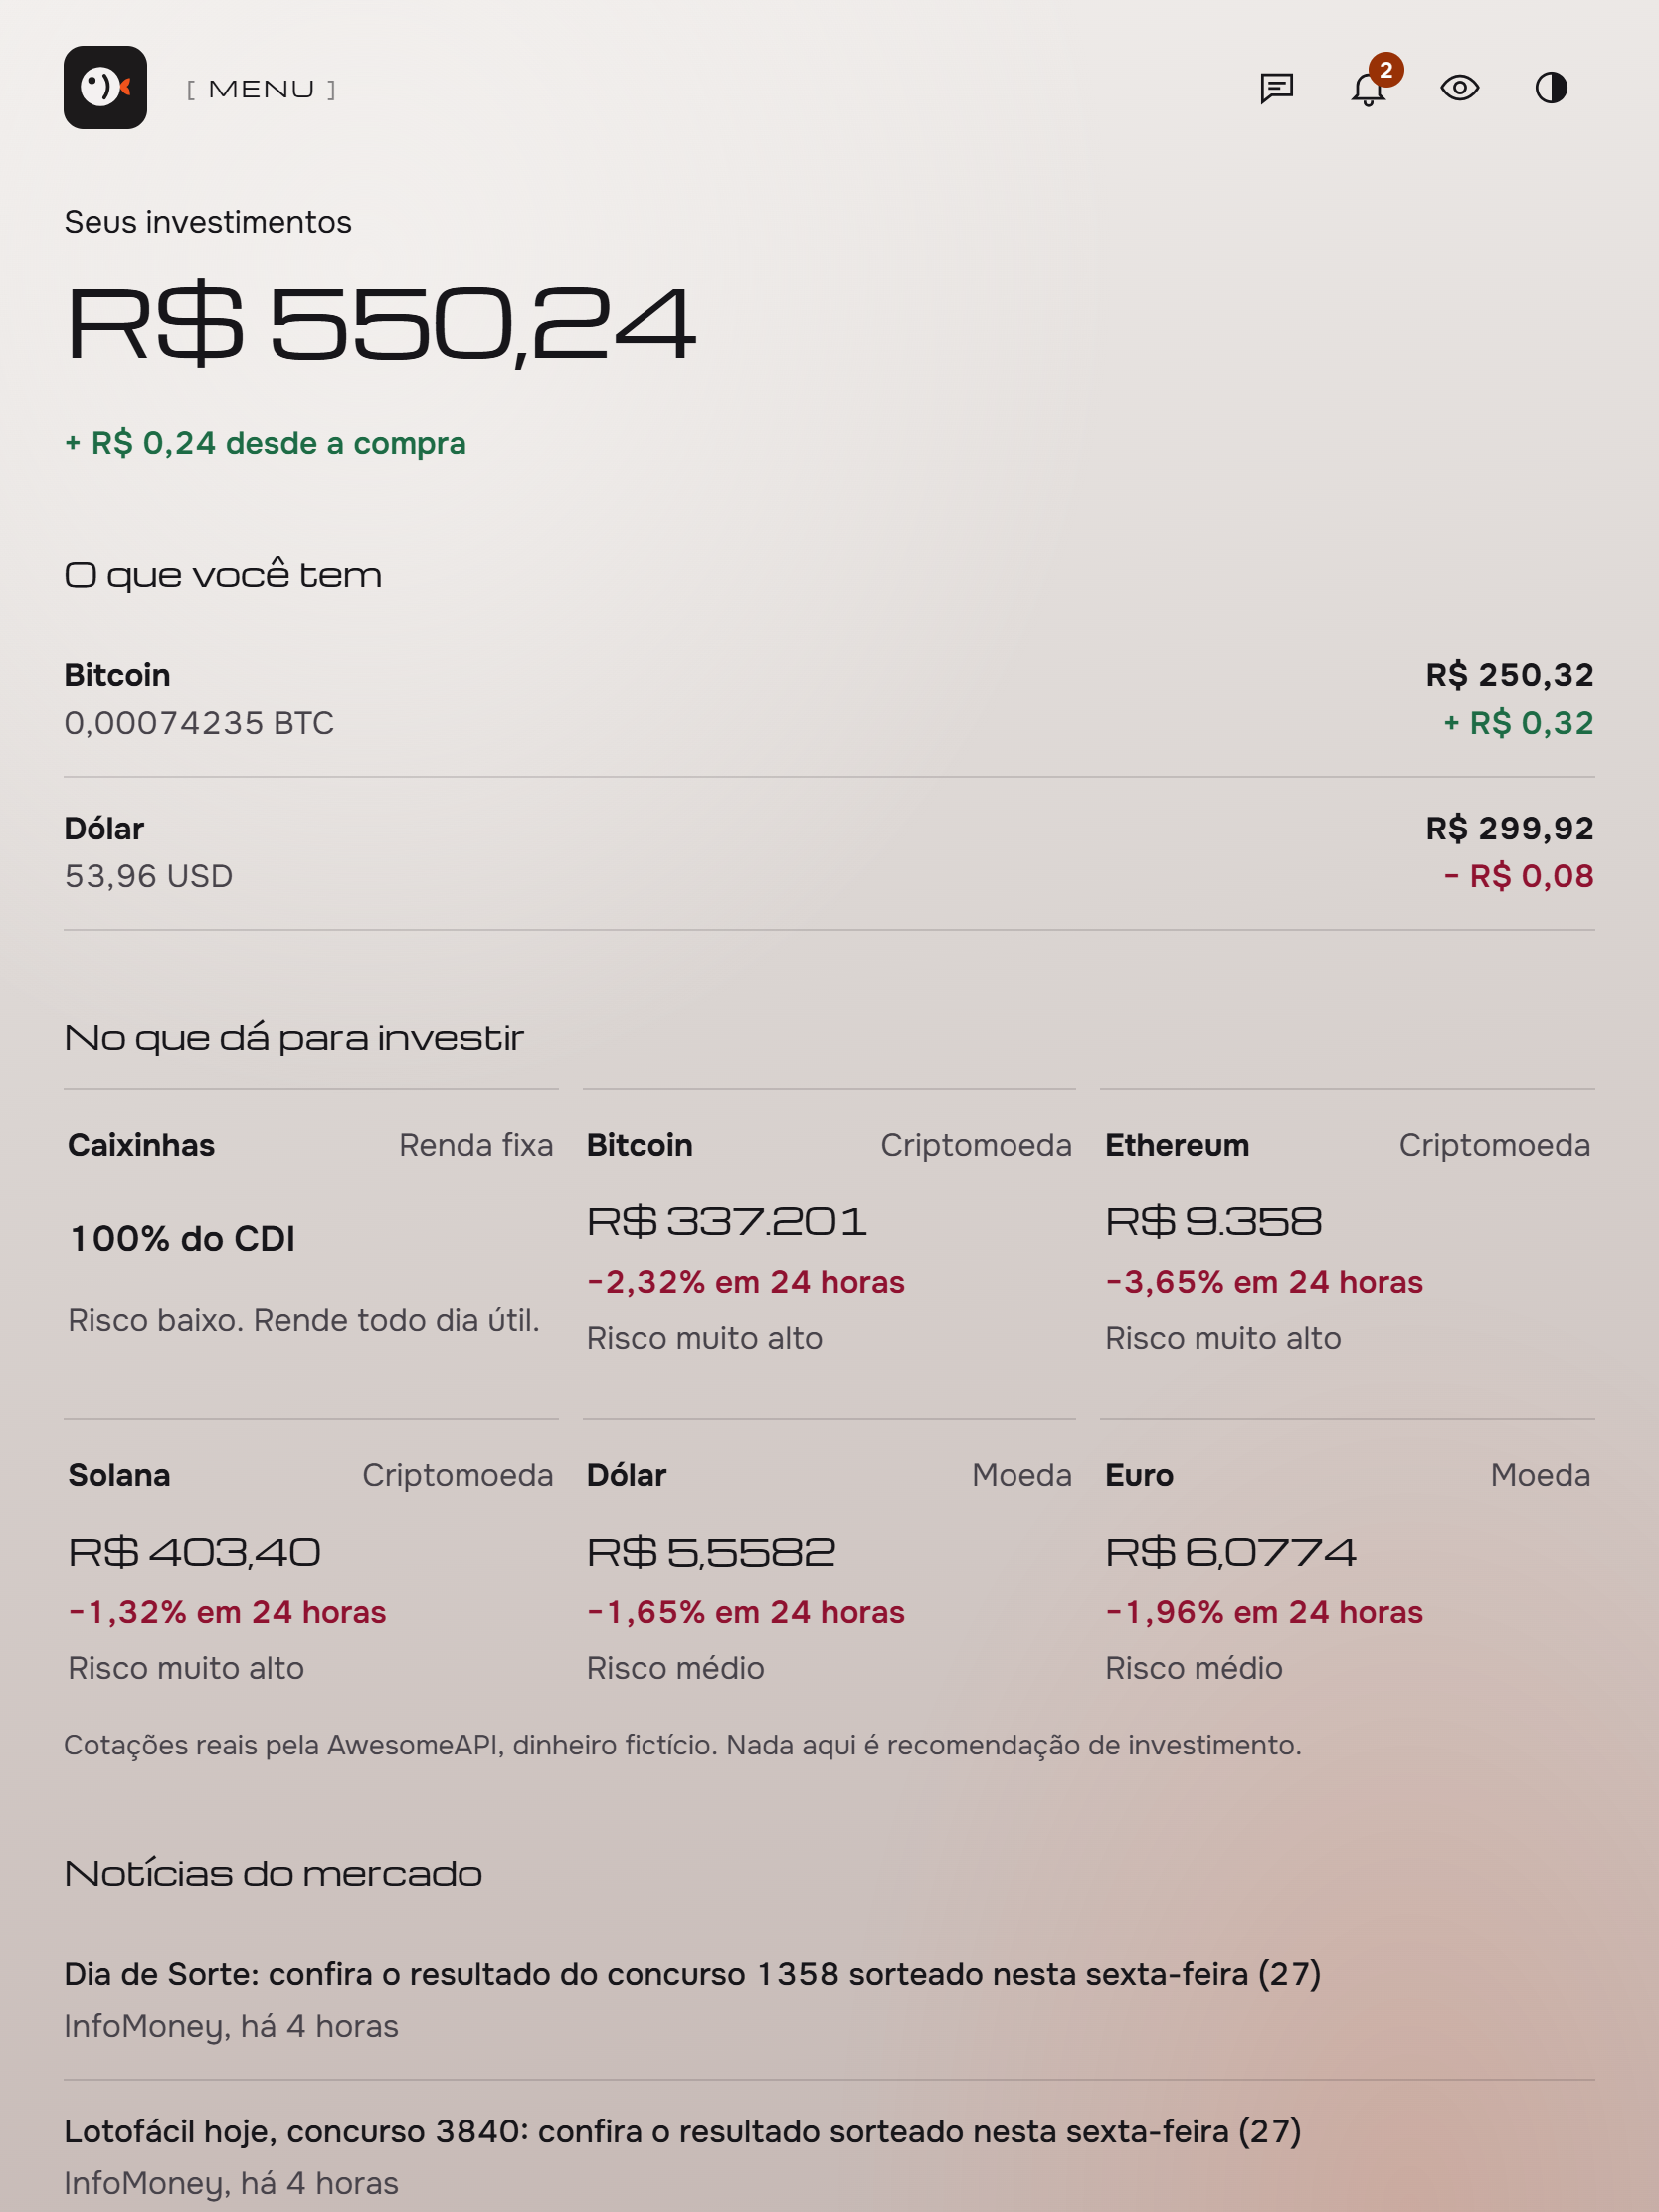 [ MENU ]
2
Seus investimentos
R$ 550,24
+ R$ 0,24 desde a compra
O que você tem
Bitcoin R$ 250,32
0,00074235 BTC + R$ 0,32
Dólar R$ 299,92
53,96 USD − R$ 0,08
No que dá para investir
Caixinhas Renda fixa
100% do CDI
Risco baixo. Rende todo dia útil.
Bitcoin Criptomoeda
R$ 337.201
−2,32% em 24 horas
Risco muito alto
Ethereum Criptomoeda
R$ 9.358
−3,65% em 24 horas
Risco muito alto
Solana Criptomoeda
R$ 403,40
−1,32% em 24 horas
Risco muito alto
Dólar Moeda
R$ 5,5582
−1,65% em 24 horas
Risco médio
Euro Moeda
R$ 6,0774
−1,96% em 24 horas
Risco médio
Cotações reais pela AwesomeAPI, dinheiro fictício. Nada aqui é recomendação de investimento.
Notícias do mercado
Dia de Sorte: confira o resultado do concurso 1358 sorteado nesta sexta-feira (27)
InfoMoney, há 4 horas
Lotofácil hoje, concurso 3840: confira o resultado sorteado nesta sexta-feira (27)
InfoMoney, há 4 horas